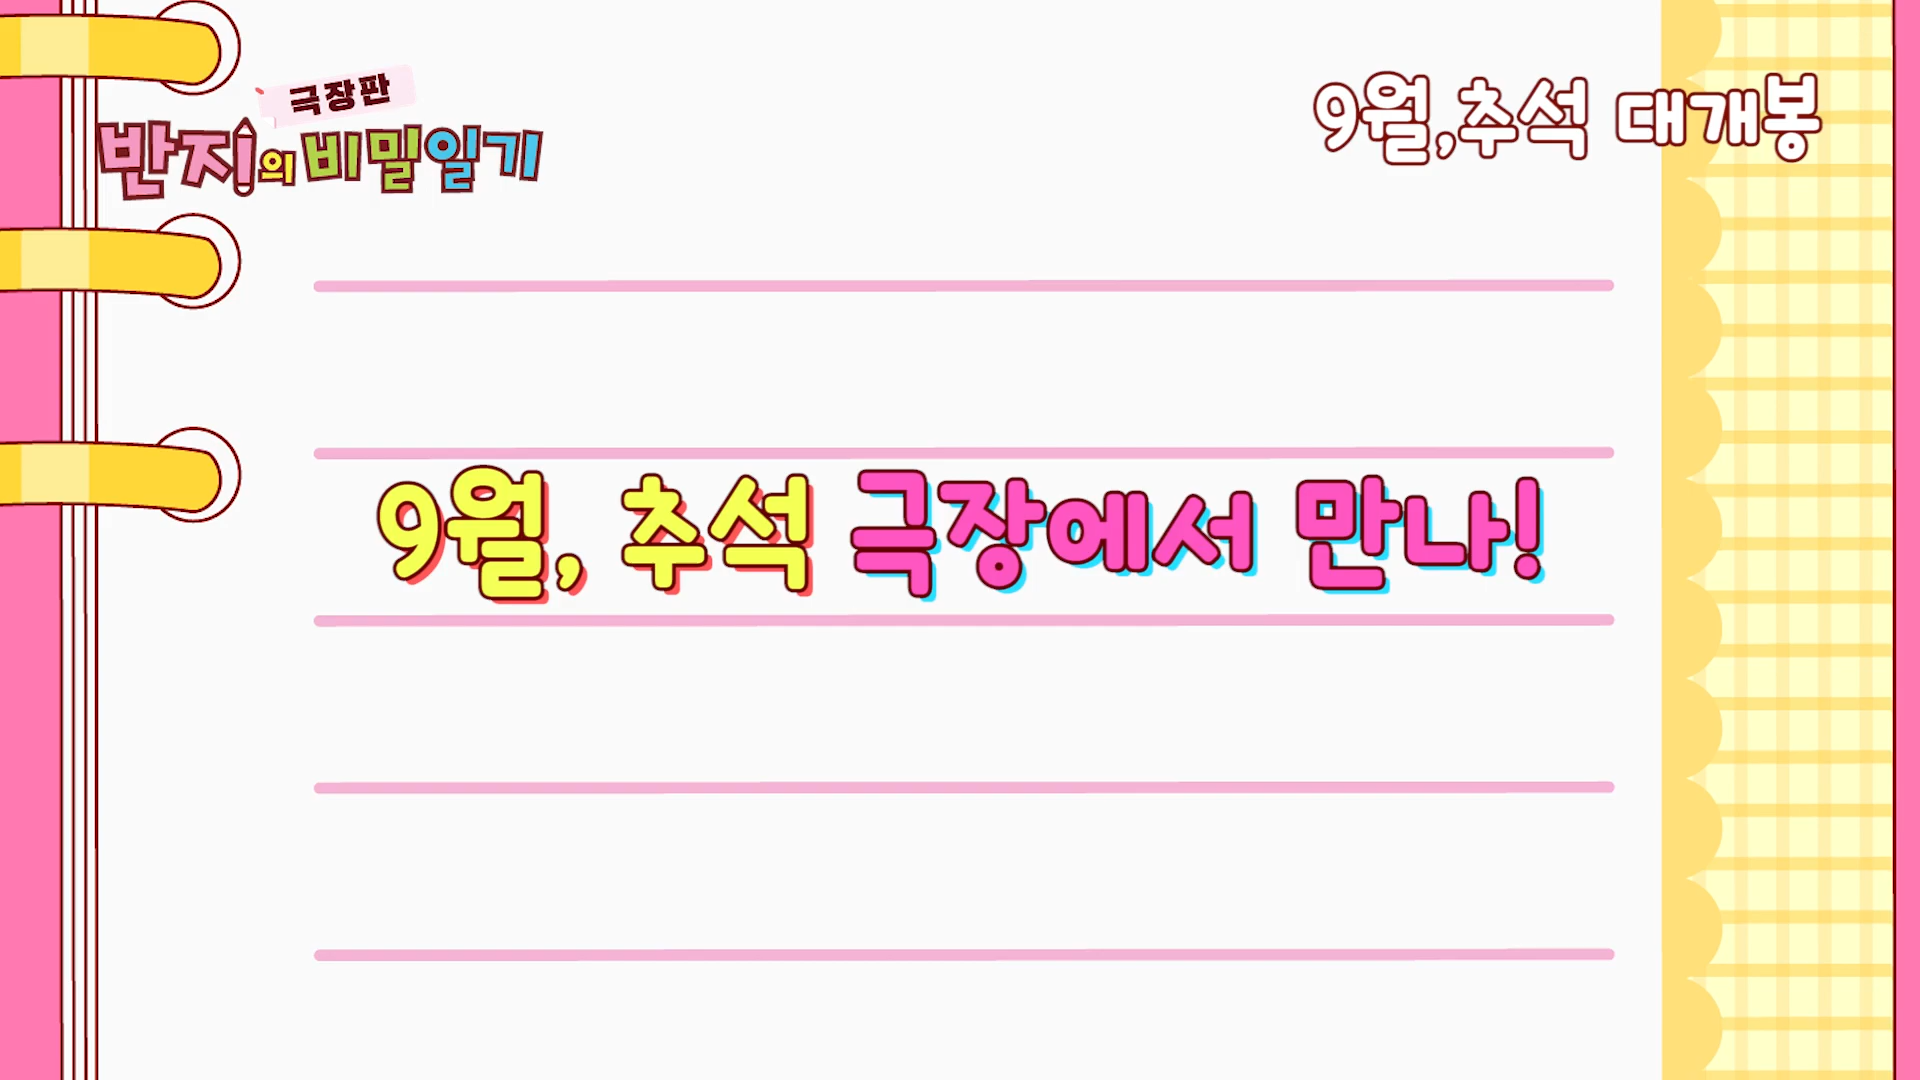 극장판
반지의 비밀일기
9월, 추석 대개봉
9월, 추석 극장에서 만나!